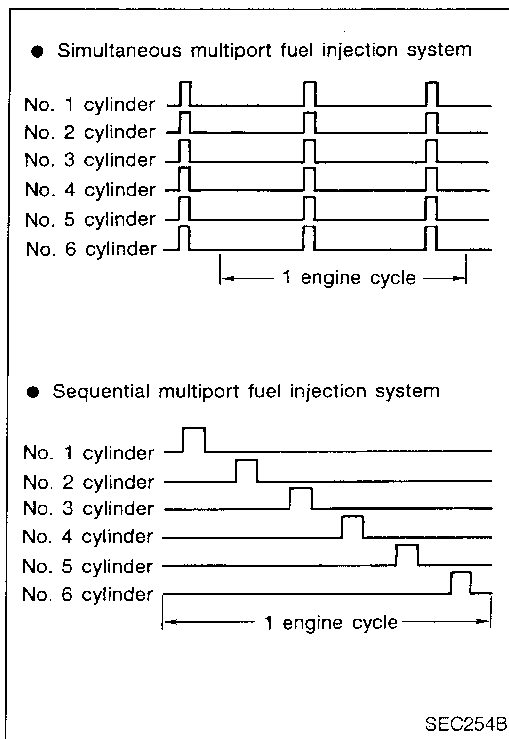 ● Simultaneous multiport fuel injection system
No. 1 cylinder
No. 2 cylinder
No. 3 cylinder
No. 4 cylinder
No. 5 cylinder
No. 6 cylinder
1 engine cycle
● Sequential multiport fuel injection system
No. 1 cylinder
No. 2 cylinder
No. 3 cylinder
No. 4 cylinder
No. 5 cylinder
No. 6 cylinder
1 engine cycle
SEC254B